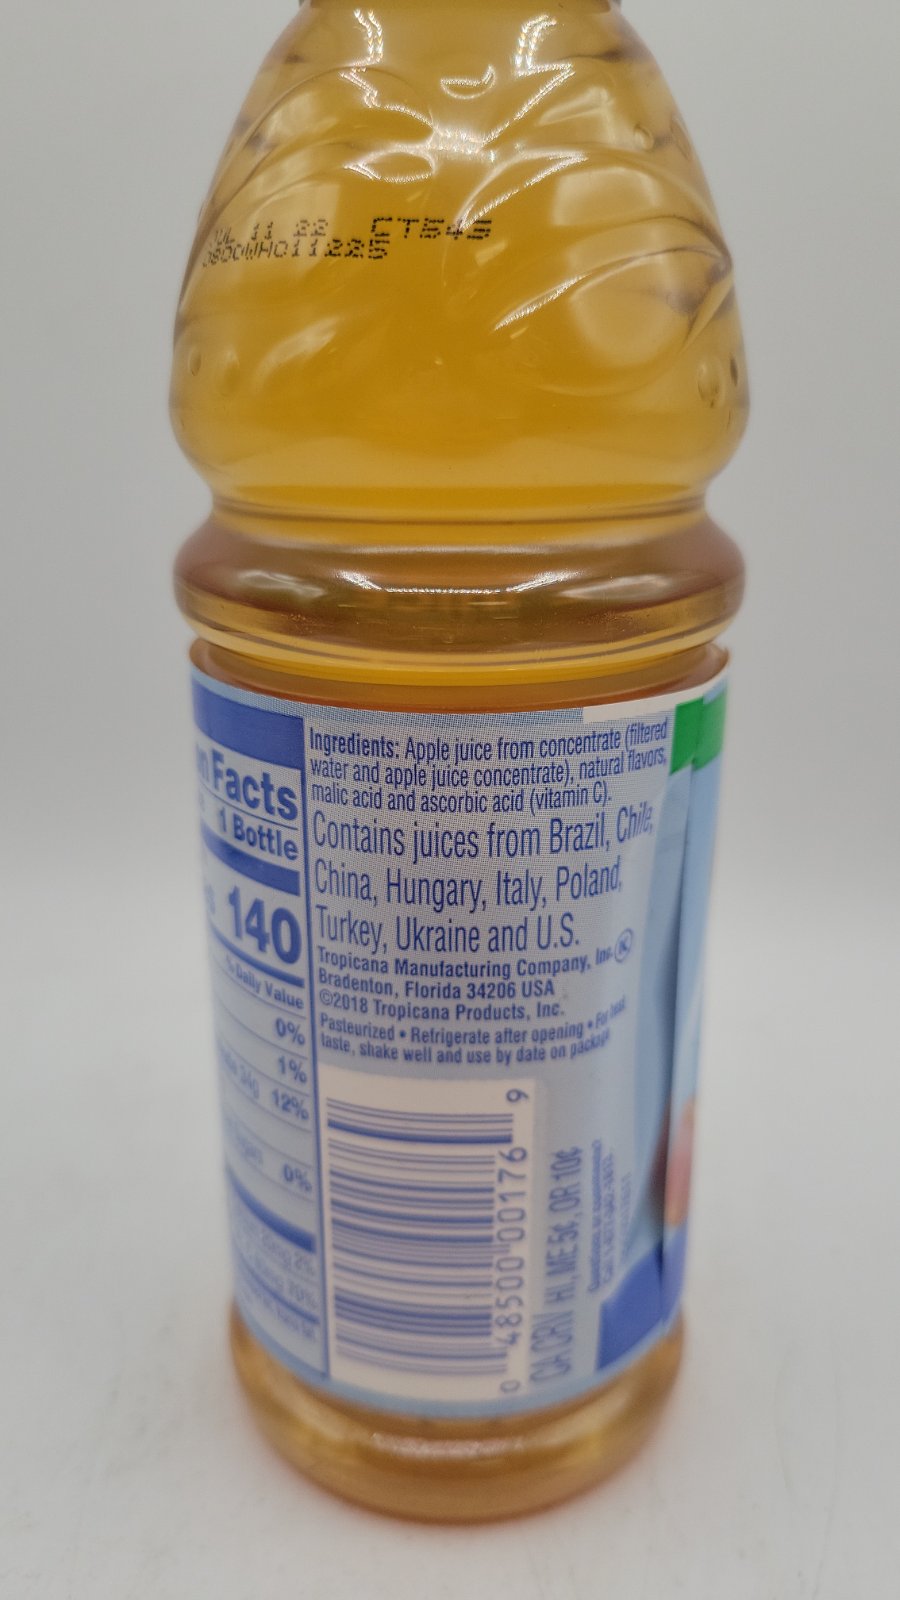 JUL 11 22 CT543
0800WH011225
Facts
1 Bottle
140
% Daily Value
0%
1%
12%
0%
Ingredients: Apple juice from concentrate (filtered
water and apple juice concentrate), natural flavors,
malic acid and ascorbic acid (vitamin C).
Contains juices from Brazil, Chile,
China, Hungary, Italy, Poland,
Turkey, Ukraine and U.S.
Tropicana Manufacturing Company, Inc. K
Bradenton, Florida 34206 USA
©2018 Tropicana Products, Inc.
Pasteurized • Refrigerate after opening • For best
taste, shake well and use by date on package
0 48500 00176 9
CA CRV HI, ME 5¢, OR 10¢